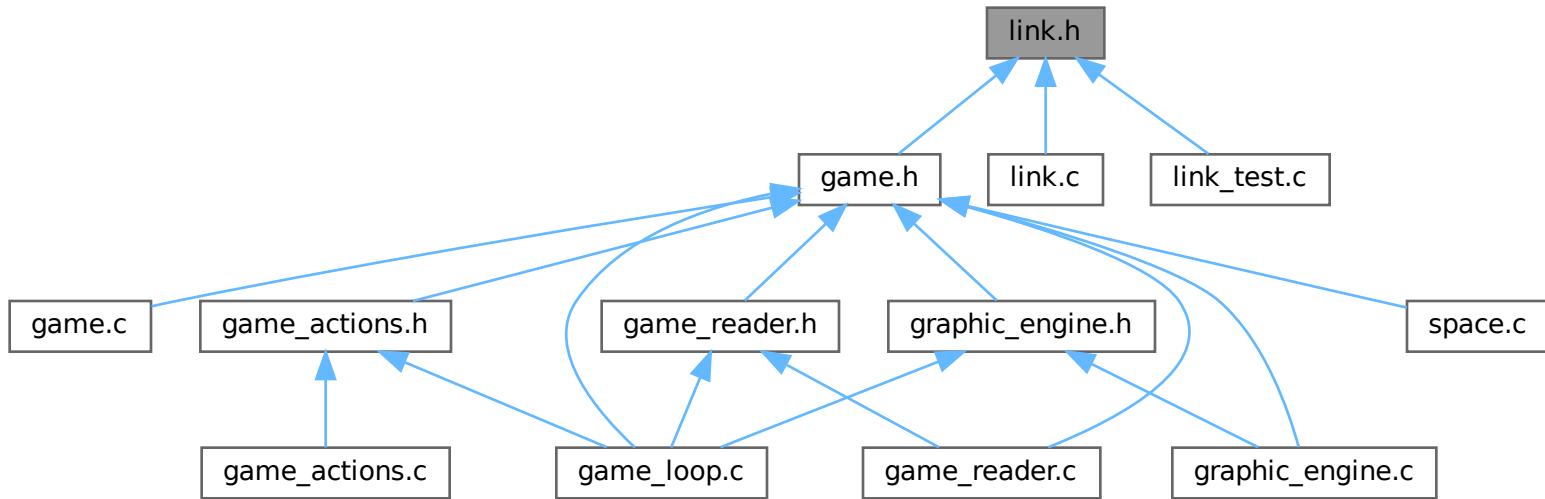 link.h
game.h
link.c
link_test.c
game.c
game_actions.h
game_reader.h
graphic_engine.h
space.c
game_actions.c
game_loop.c
game_reader.c
graphic_engine.c